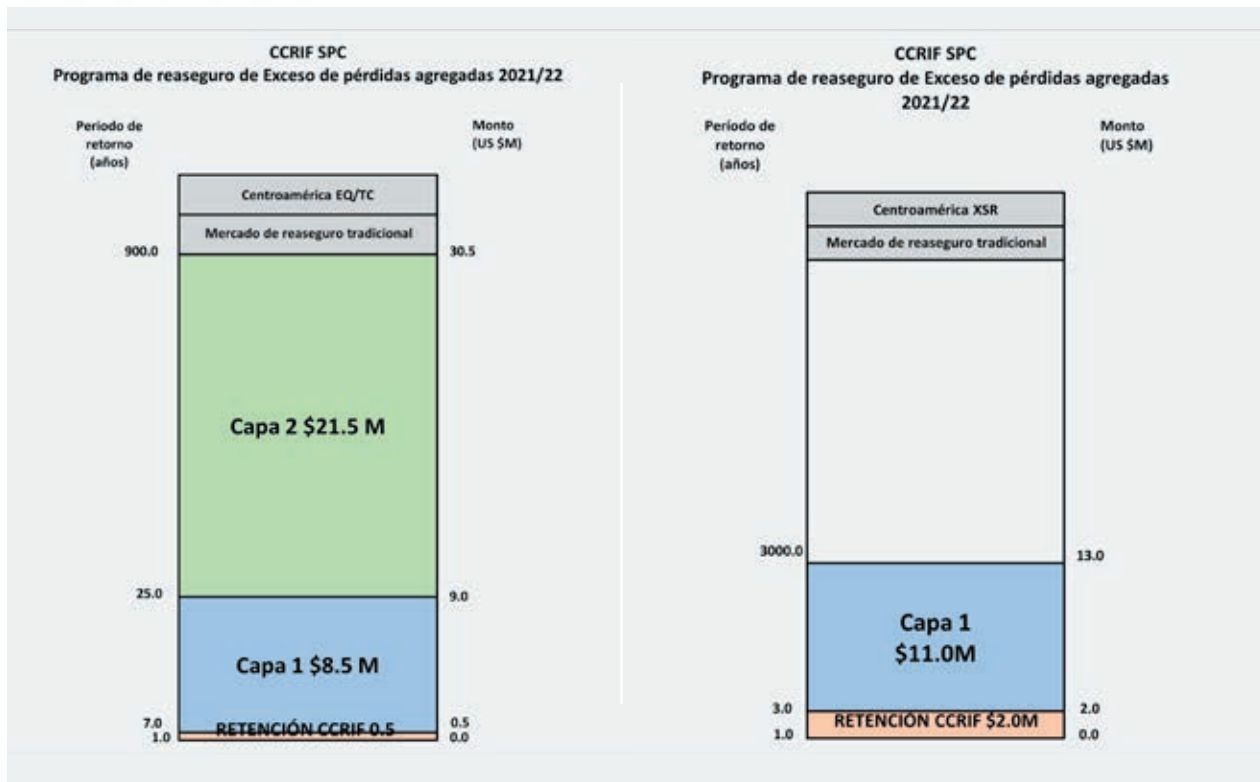 CCRIF SPC
Programa de reaseguro de Exceso de pérdidas agregadas 2021/22
Período de
retorno
(años)
Monto
(US $M)
Centroamérica EQ/TC
Mercado de reaseguro tradicional
900.0
30.5
Capa 2 $21.5 M
25.0
9.0
Capa 1 $8.5 M
7.0
0.5
RETENCIÓN CCRIF 0.5
1.0
0.0
CCRIF SPC
Programa de reaseguro de Exceso de pérdidas agregadas
2021/22
Período de
retorno
(años)
Monto
(US $M)
Centroamérica XSR
Mercado de reaseguro tradicional
3000.0
13.0
Capa 1
$11.0M
3.0
2.0
RETENCIÓN CCRIF $2.0M
1.0
0.0